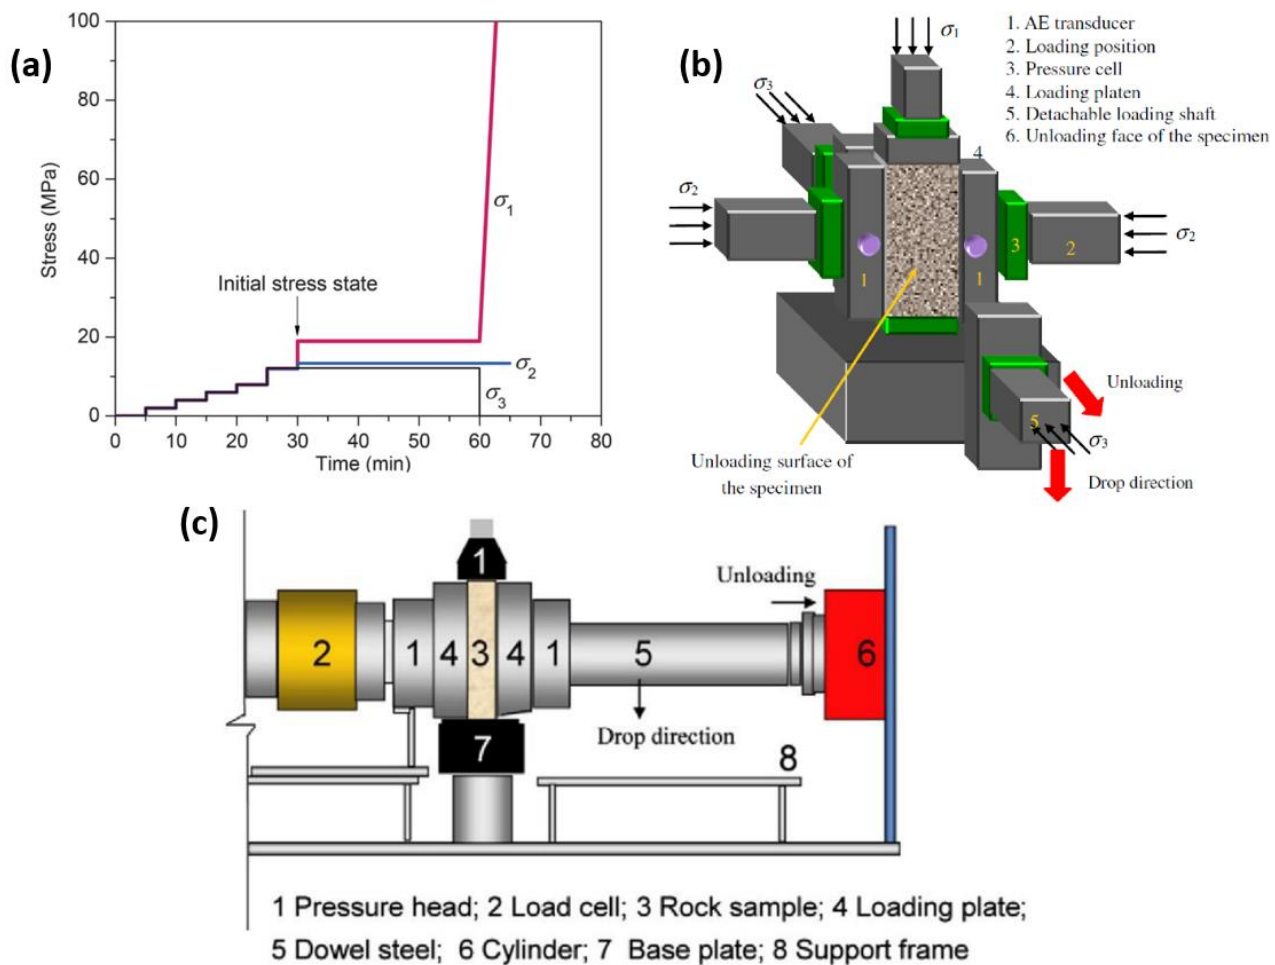 (a)
100
80
60
40
20
0
Stress (MPa)
Initial stress state
σ1
σ2
σ3
0 10 20 30 40 50 60 70 80
Time (min)
(b)
1. AE transducer
2. Loading position
3. Pressure cell
4. Loading platen
5. Detachable loading shaft
6. Unloading face of the specimen
σ1
σ3
4
σ2
σ2
3
2
1
1
Unloading
5
σ3
Unloading surface of
the specimen
Drop direction
(c)
1
Unloading
2 1 4 3 4 1 5 6
Drop direction
7
8
1 Pressure head; 2 Load cell; 3 Rock sample; 4 Loading plate;
5 Dowel steel; 6 Cylinder; 7 Base plate; 8 Support frame